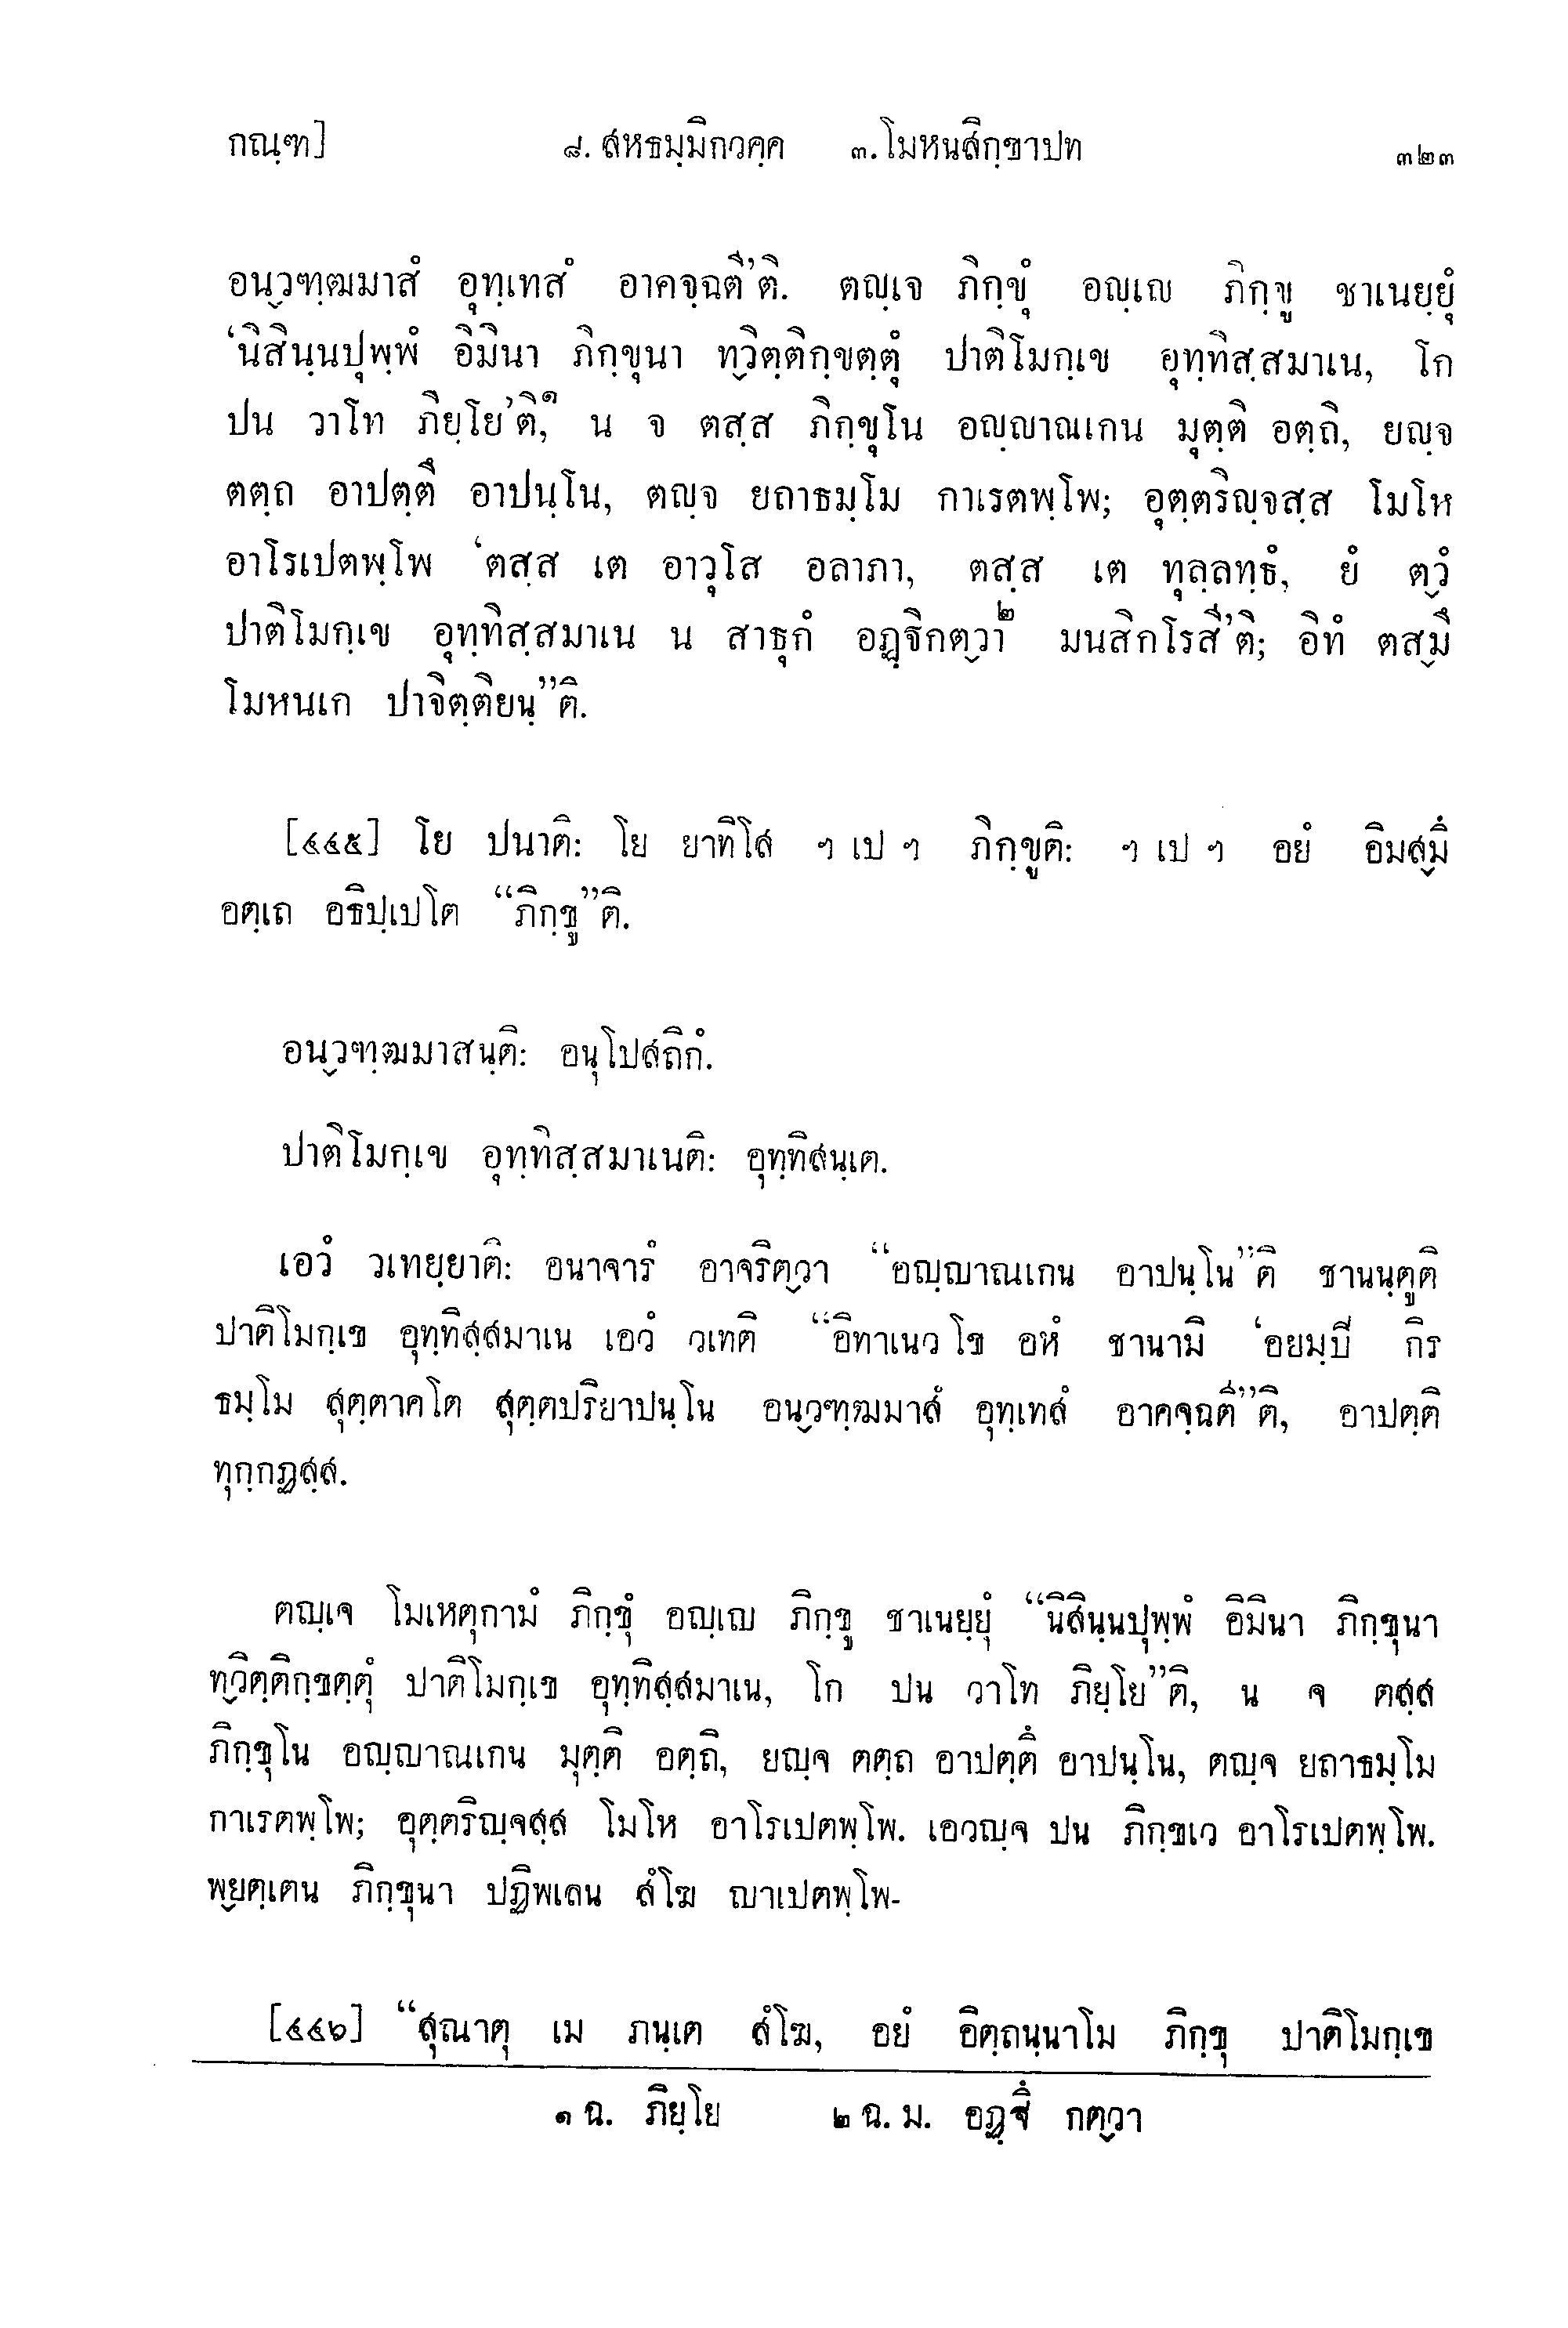 กณฺฑ] ๘. สหธมฺมิกวคฺค ๓. โมหนสิกฺขาปท ๓๒๓
อนฺวฑฺฒมาสํ อุทฺเทสํ อาคจฺฉตี’ติ. ตญฺเจ ภิกฺขุํ อญฺเญ ภิกฺขู ชาเนยฺยุํ
‘นิสินฺนปุพฺพํ อิมินา ภิกฺขุนา ทฺวิตฺติกฺขตฺตุํ ปาติโมกฺเข อุทฺทิสฺสมาเน, โก
ปน วาโท ภิยฺโย’ติ,๑ น จ ตสฺส ภิกฺขุโน อญฺญาณเกน มุตฺติ อตฺถิ, ยญฺจ
ตตฺถ อาปตฺตึ อาปนฺโน, ตญฺจ ยถาธมฺโม กาเรตพฺโพ; อุตฺตริญฺจสฺส โมโห
อาโรเปตพฺโพ ‘ตสฺส เต อาวุโส อลาภา, ตสฺส เต ทุลฺลทฺธํ, ยํ ตฺวํ
ปาติโมกฺเข อุทฺทิสฺสมาเน น สาธุกํ อฏฺฐิกตฺวา๒ มนสิกโรสี’ติ; อิทํ ตสฺมึ
โมหนเก ปาจิตฺติยนฺ”ติ.
[๔๔๕] โย ปนาติ: โย ยาทิโส ฯ เป ฯ ภิกฺขูติ: ฯ เป ฯ อยํ อิมสฺมึ
อตฺเถ อธิปฺเปโต “ภิกฺขู”ติ.
อนฺวฑฺฒมาสนฺติ: อนุโปสถิกํ.
ปาติโมกฺเข อุทฺทิสฺสมาเนติ: อุทฺทิสนฺเต.
เอวํ วเทยฺยาติ: อนาจารํ อาจริตฺวา “อญฺญาณเกน อาปนฺโน”ติ ชานนฺตูติ
ปาติโมกฺเข อุทฺทิสฺสมาเน เอวํ วเทติ “อิทาเนว โข อหํ ชานามิ ‘อยมฺปี กิร
ธมฺโม สุตฺตาคโต สุตฺตปริยาปนฺโน อนฺวฑฺฒมาสํ อุทฺเทสํ อาคจฺฉตี”ติ, อาปตฺติ
ทุกฺกฏสฺส.
ตญฺเจ โมเหตุกามํ ภิกฺขุํ อญฺเญ ภิกฺขู ชาเนยฺยุํ “นิสินฺนปุพฺพํ อิมินา ภิกฺขุนา
ทฺวิตฺติกฺขตฺตุํ ปาติโมกฺเข อุทฺทิสฺสมาเน, โก ปน วาโท ภิยฺโย”ติ, น จ ตสฺส
ภิกฺขุโน อญฺญาณเกน มุตฺติ อตฺถิ, ยญฺจ ตตฺถ อาปตฺตึ อาปนฺโน, ตญฺจ ยถาธมฺโม
กาเรตพฺโพ; อุตฺตริญฺจสฺส โมโห อาโรเปตพฺโพ. เอวญฺจ ปน ภิกฺขเว อาโรเปตพฺโพ.
พฺยตฺเตน ภิกฺขุนา ปฏิพเลน สํโฆ ญาเปตพฺโพ-
[๔๔๖] “สุณาตุ เม ภนฺเต สํโฆ, อยํ อิตฺถนฺนาโม ภิกฺขุ ปาติโมกฺเข
๑ ฉ. ภิยฺโย ๒ ฉ. ม. อฏฺฐึ กตฺวา